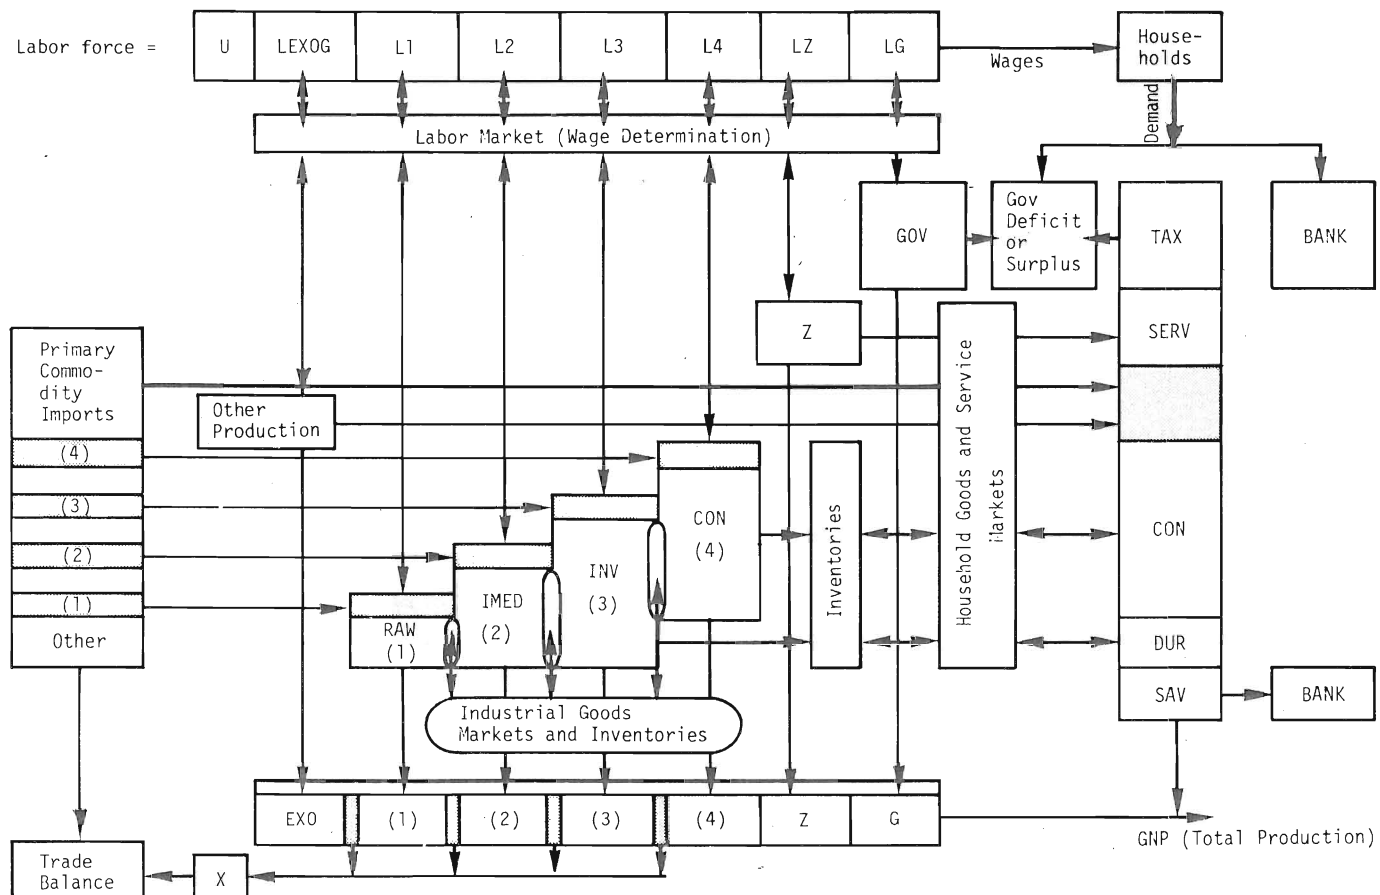 Labor force =
U
LEXOG
L1
L2
L3
L4
LZ
LG
Wages
House-
holds
Demand
Labor Market (Wage Determination)
GOV
Gov
Deficit
or
Surplus
TAX
BANK
Z
SERV
Primary
Commo-
dity
Imports
Other
Production
(4)
(3)
(2)
(1)
Other
CON
(4)
INV
(3)
IMED
(2)
RAW
(1)
Inventories
Household Goods and Service
Markets
CON
DUR
SAV
BANK
Industrial Goods
Markets and Inventories
EXO
(1)
(2)
(3)
(4)
Z
G
GNP (Total Production)
Trade
Balance
X